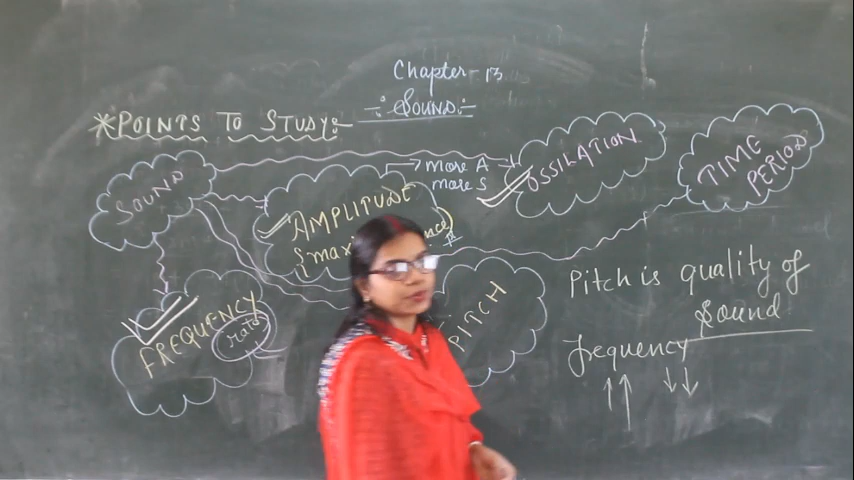 Chapter-13
-: SOUND:-
*POINTS TO STUDY:-
SOUND
AMPLITUDE
more A
more S
OSSILATION
TIME
PERIOD
FREQUENCY
rate
PITCH
Pitch is quality of
Sound
frequency